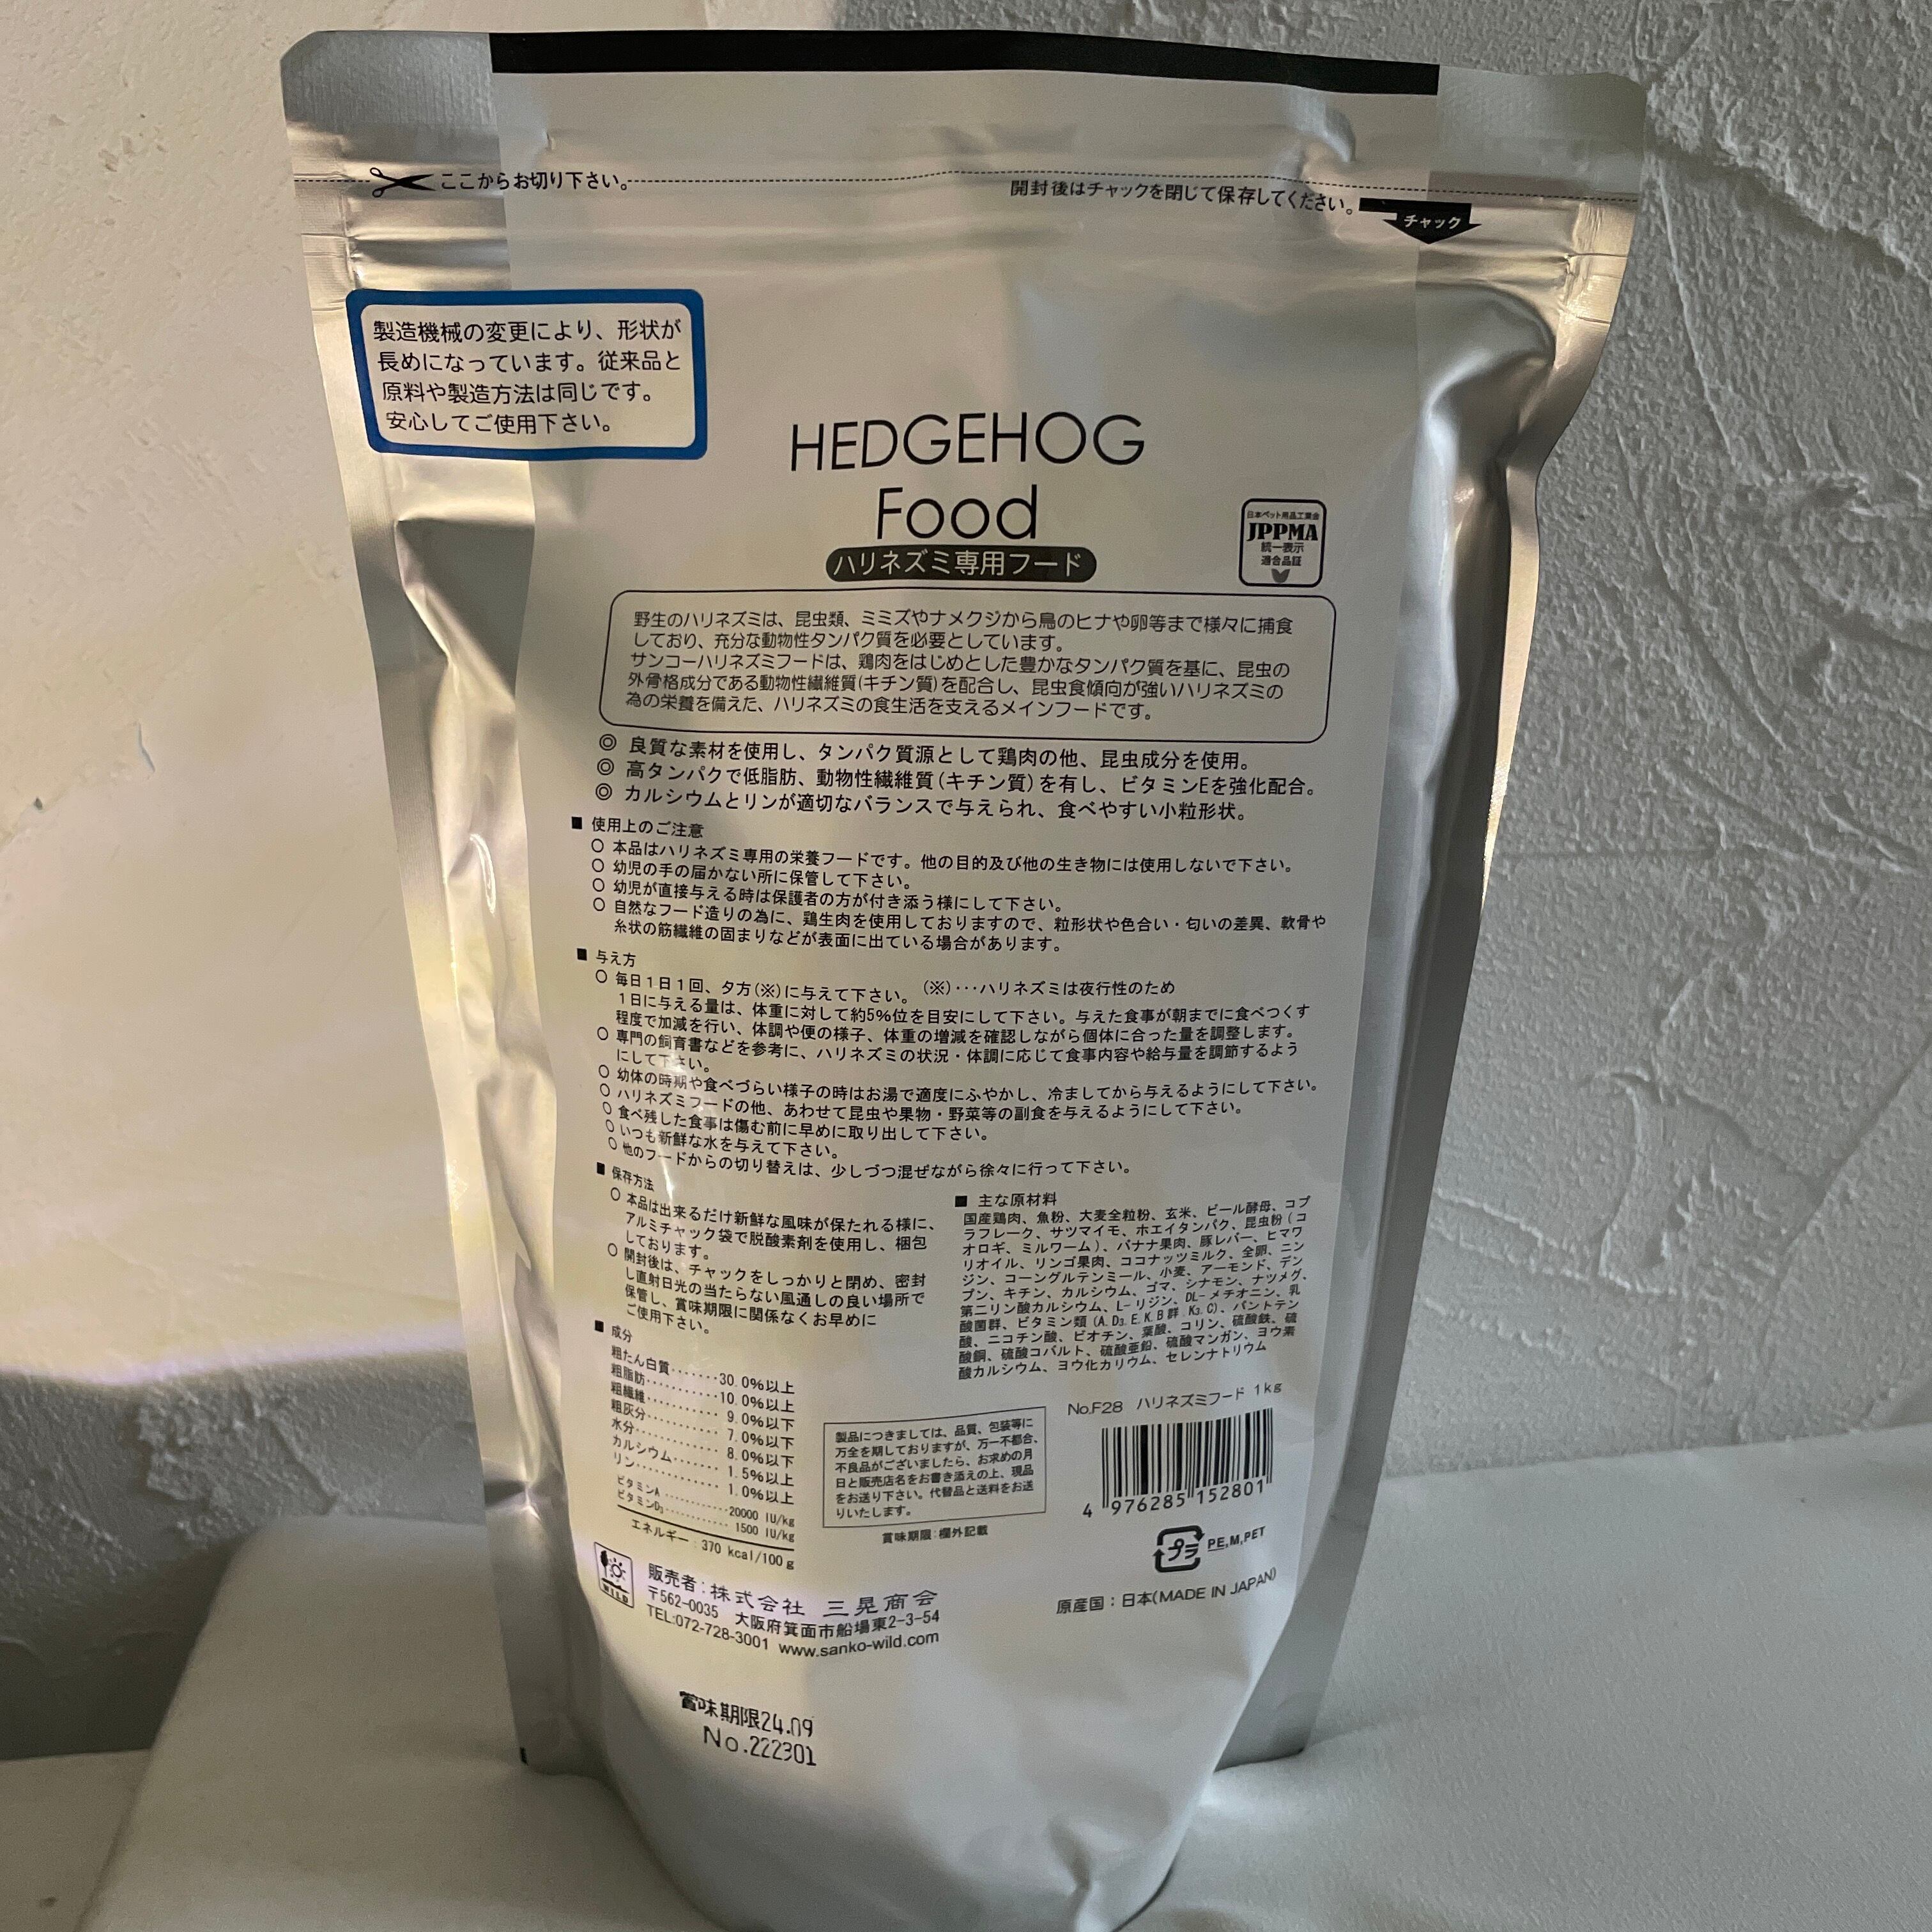 ここからお切り下さい。
開封後はチャックを閉じて保存してください。
チャック
製造機械の変更により、形状が
長めになっています。従来品と
原料や製造方法は同じです。
安心してご使用下さい。
HEDGEHOG
Food
ハリネズミ専用フード
日本ペット用品工業会
JPPMA
統一表示
適合品証
野生のハリネズミは、昆虫類、ミミズやナメクジから鳥のヒナや卵等まで様々に捕食
しており、充分な動物性タンパク質を必要としています。
サンコーハリネズミフードは、鶏肉をはじめとした豊かなタンパク質を基に、昆虫の
外骨格成分である動物性繊維質(キチン質)を配合し、昆虫食傾向が強いハリネズミの
為の栄養を備えた、ハリネズミの食生活を支えるメインフードです。
◎ 良質な素材を使用し、タンパク質源として鶏肉の他、昆虫成分を使用。
◎ 高タンパクで低脂肪、動物性繊維質(キチン質)を有し、ビタミンEを強化配合。
◎ カルシウムとリンが適切なバランスで与えられ、食べやすい小粒形状。
■ 使用上のご注意
○ 本品はハリネズミ専用の栄養フードです。他の目的及び他の生き物には使用しないで下さい。
○ 幼児の手の届かない所に保管して下さい。
○ 幼児が直接与える時は保護者の方が付き添う様にして下さい。
○ 自然なフード造りの為に、鶏生肉を使用しておりますので、粒形状や色合い・匂いの差異、軟骨や
糸状の筋繊維の固まりなどが表面に出ている場合があります。
■ 与え方
○ 毎日1日1回、夕方(※)に与えて下さい。(※)･･･ハリネズミは夜行性のため
1日に与える量は、体重に対して約5%位を目安にして下さい。与えた食事が朝までに食べつくす
程度で加減を行い、体調や便の様子、体重の増減を確認しながら個体に合った量を調整します。
○ 専門の飼育書などを参考に、ハリネズミの状況・体調に応じて食事内容や給与量を調節するよう
にして下さい。
○ 幼体の時期や食べづらい様子の時はお湯で適度にふやかし、冷ましてから与えるようにして下さい。
○ ハリネズミフードの他、あわせて昆虫や果物・野菜等の副食を与えるようにして下さい。
○ 食べ残した食事は傷む前に早めに取り出して下さい。
○ いつも新鮮な水を与えて下さい。
○ 他のフードからの切り替えは、少しづつ混ぜながら徐々に行って下さい。
■ 保存方法
○ 本品は出来るだけ新鮮な風味が保たれる様に、
アルミチャック袋で脱酸素剤を使用し、梱包
しております。
○ 開封後は、チャックをしっかりと閉め、密封
し直射日光の当たらない風通しの良い場所で
保管し、賞味期限に関係なくお早めに
ご使用下さい。
■ 成分
粗たん白質･･･････30.0%以上
粗脂肪･･････････10.0%以上
粗繊維･･････････ 9.0%以下
粗灰分･･････････ 7.0%以下
水分････････････ 8.0%以下
カルシウム･･･････ 1.5%以上
リン････････････ 1.0%以上
ビタミンA ･･････････20000 IU/kg
ビタミンD₃･･････････ 1500 IU/kg
エネルギー：370 kcal/100g
■ 主な原材料
国産鶏肉、魚粉、大麦全粒粉、玄米、ビール酵母、コプ
ラフレーク、サツマイモ、ホエイタンパク、昆虫粉(コ
オロギ、ミルワーム)、バナナ果肉、豚レバー、ヒマワ
リオイル、リンゴ果肉、ココナッツミルク、全卵、ニン
ジン、コーングルテンミール、小麦、アーモンド、デン
プン、キチン、カルシウム、ゴマ、シナモン、ナツメグ、
第二リン酸カルシウム、L-リジン、DL-メチオニン、乳
酸菌群、ビタミン類(A.D₃.E.K.B群 K₃.C)、パントテン
酸、ニコチン酸、ビオチン、葉酸、コリン、硫酸鉄、硫
酸銅、硫酸コバルト、硫酸亜鉛、硫酸マンガン、ヨウ素
酸カルシウム、ヨウ化カリウム、セレンナトリウム
製品につきましては、品質、包装等に
万全を期しておりますが、万一不都合、
不良品がございましたら、お求めの月
日と販売店名をお書き添えの上、現品
をお送り下さい。代替品と送料をお送
りいたします。
賞味期限：欄外記載
No.F28 ハリネズミフード 1kg
4 976285 152801
プラ
PE,M,PET
原産国：日本(MADE IN JAPAN)
WILD
販売者：株式会社 三晃商会
〒562-0035 大阪府箕面市船場東2-3-54
TEL:072-728-3001 www.sanko-wild.com
賞味期限24.09
No.222301